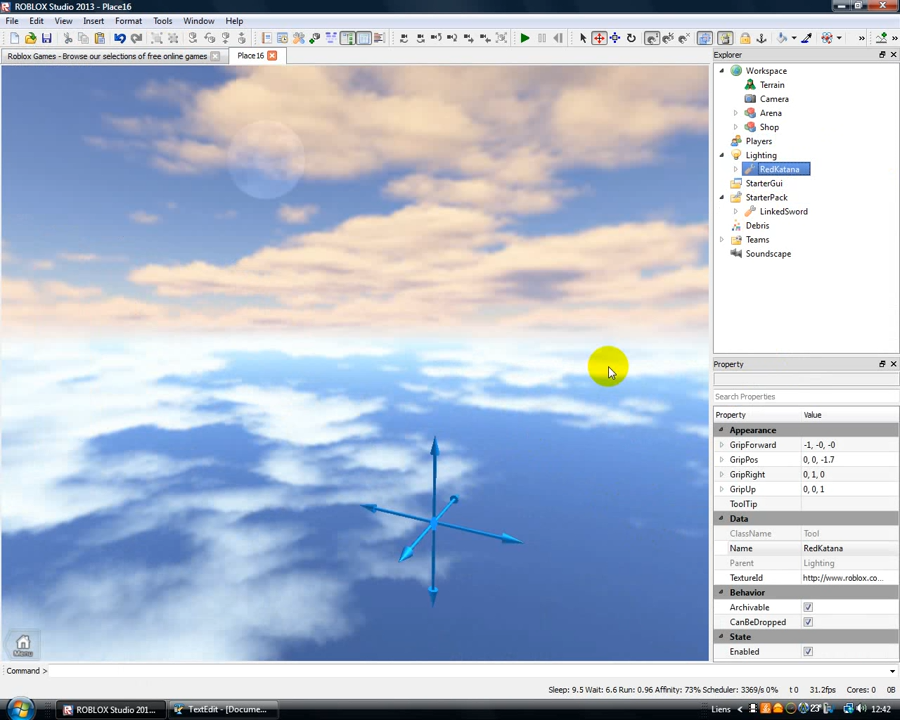 ROBLOX Studio 2013 - Place16
File Edit View Insert Format Tools Window Help
Roblox Games - Browse our selections of free online games
Place16
Explorer
Workspace
Terrain
Camera
Arena
Shop
Players
Lighting
RedKatana
StarterGui
StarterPack
LinkedSword
Debris
Teams
Soundscape
Property
Search Properties
Property Value
Appearance
GripForward -1, -0, -0
GripPos 0, 0, -1.7
GripRight 0, 1, 0
GripUp 0, 0, 1
ToolTip
Data
ClassName Tool
Name RedKatana
Parent Lighting
TextureId http://www.roblox.co...
Behavior
Archivable
CanBeDropped
State
Enabled
Menu
Command >
Sleep: 9.5 Wait: 6.6 Run: 0.96 Affinity: 73% Scheduler: 3369/s 0% t 0 31.2fps Cores: 0 0B
ROBLOX Studio 201... TextEdit - [Docume... Liens 23° 12:42